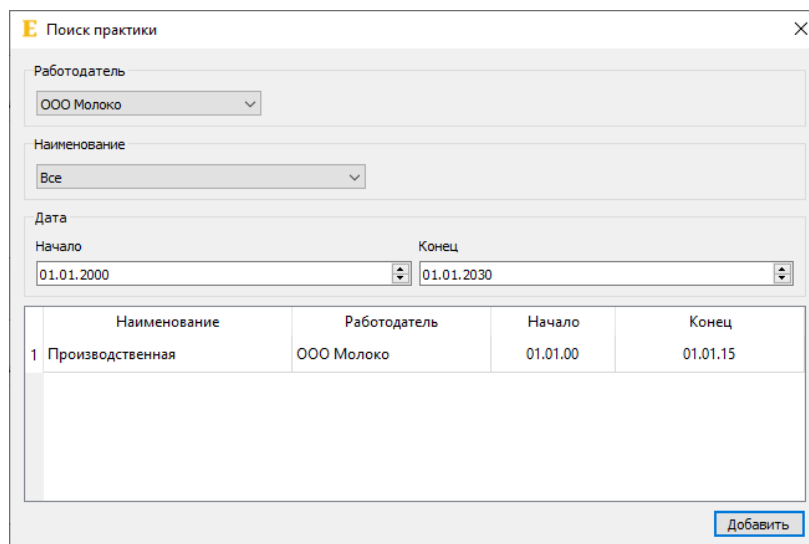 E Поиск практики
Работодатель
ООО Молоко
Наименование
Все
Дата
Начало Конец
01.01.2000 01.01.2030
Наименование Работодатель Начало Конец
1 Производственная ООО Молоко 01.01.00 01.01.15
Добавить